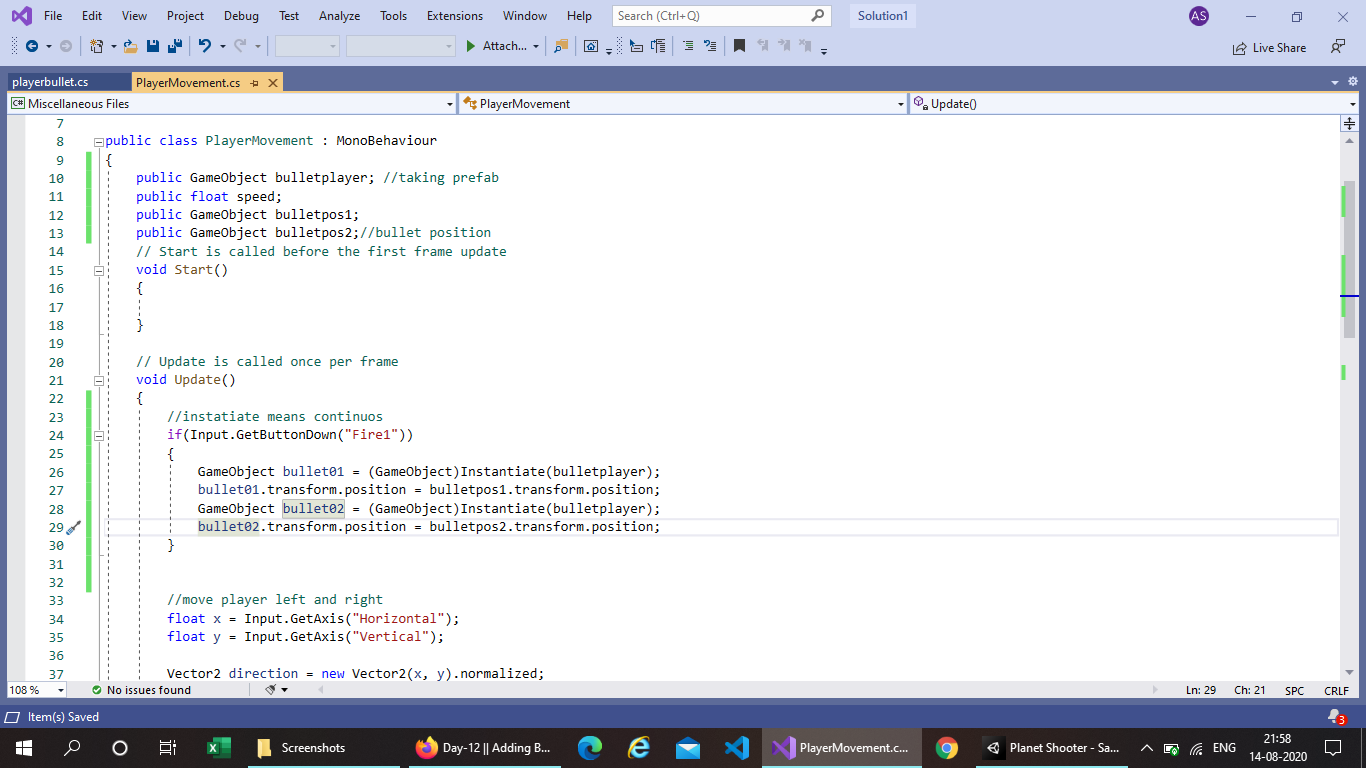 File Edit View Project Debug Test Analyze Tools Extensions Window Help Search (Ctrl+Q) Solution1 AS
Attach... Live Share
playerbullet.cs PlayerMovement.cs
C# Miscellaneous Files PlayerMovement Update()
7
8 public class PlayerMovement : MonoBehaviour
9 {
10 public GameObject bulletplayer; //taking prefab
11 public float speed;
12 public GameObject bulletpos1;
13 public GameObject bulletpos2;//bullet position
14 // Start is called before the first frame update
15 void Start()
16 {
17
18 }
19
20 // Update is called once per frame
21 void Update()
22 {
23 //instatiate means continuos
24 if(Input.GetButtonDown("Fire1"))
25 {
26 GameObject bullet01 = (GameObject)Instantiate(bulletplayer);
27 bullet01.transform.position = bulletpos1.transform.position;
28 GameObject bullet02 = (GameObject)Instantiate(bulletplayer);
29 bullet02.transform.position = bulletpos2.transform.position;
30 }
31
32
33 //move player left and right
34 float x = Input.GetAxis("Horizontal");
35 float y = Input.GetAxis("Vertical");
36
37 Vector2 direction = new Vector2(x, y).normalized;
108 % No issues found Ln: 29 Ch: 21 SPC CRLF
Item(s) Saved 3
Screenshots Day-12 || Adding B... PlayerMovement.c... Planet Shooter - Sa... ENG 21:58
14-08-2020